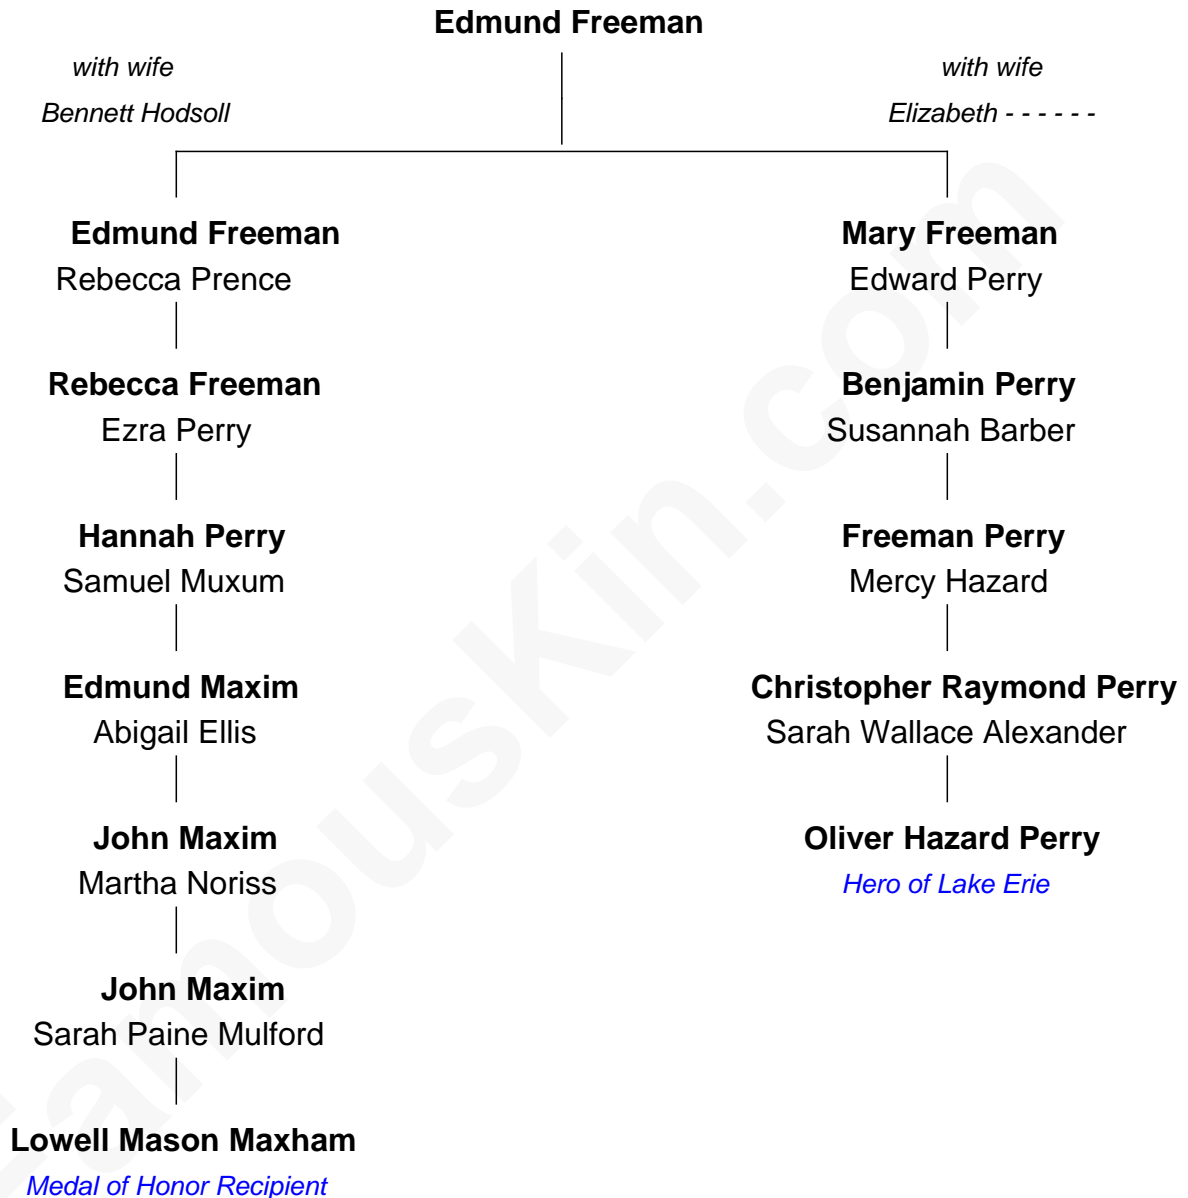 Edmund Freeman
with wife
Bennett Hodsoll
with wife
Elizabeth - - - - - -
Edmund Freeman
Rebecca Prence
Mary Freeman
Edward Perry
Rebecca Freeman
Ezra Perry
Benjamin Perry
Susannah Barber
Hannah Perry
Samuel Muxum
Freeman Perry
Mercy Hazard
Edmund Maxim
Abigail Ellis
Christopher Raymond Perry
Sarah Wallace Alexander
John Maxim
Martha Noriss
Oliver Hazard Perry
Hero of Lake Erie
John Maxim
Sarah Paine Mulford
Lowell Mason Maxham
Medal of Honor Recipient
FamousKin.com